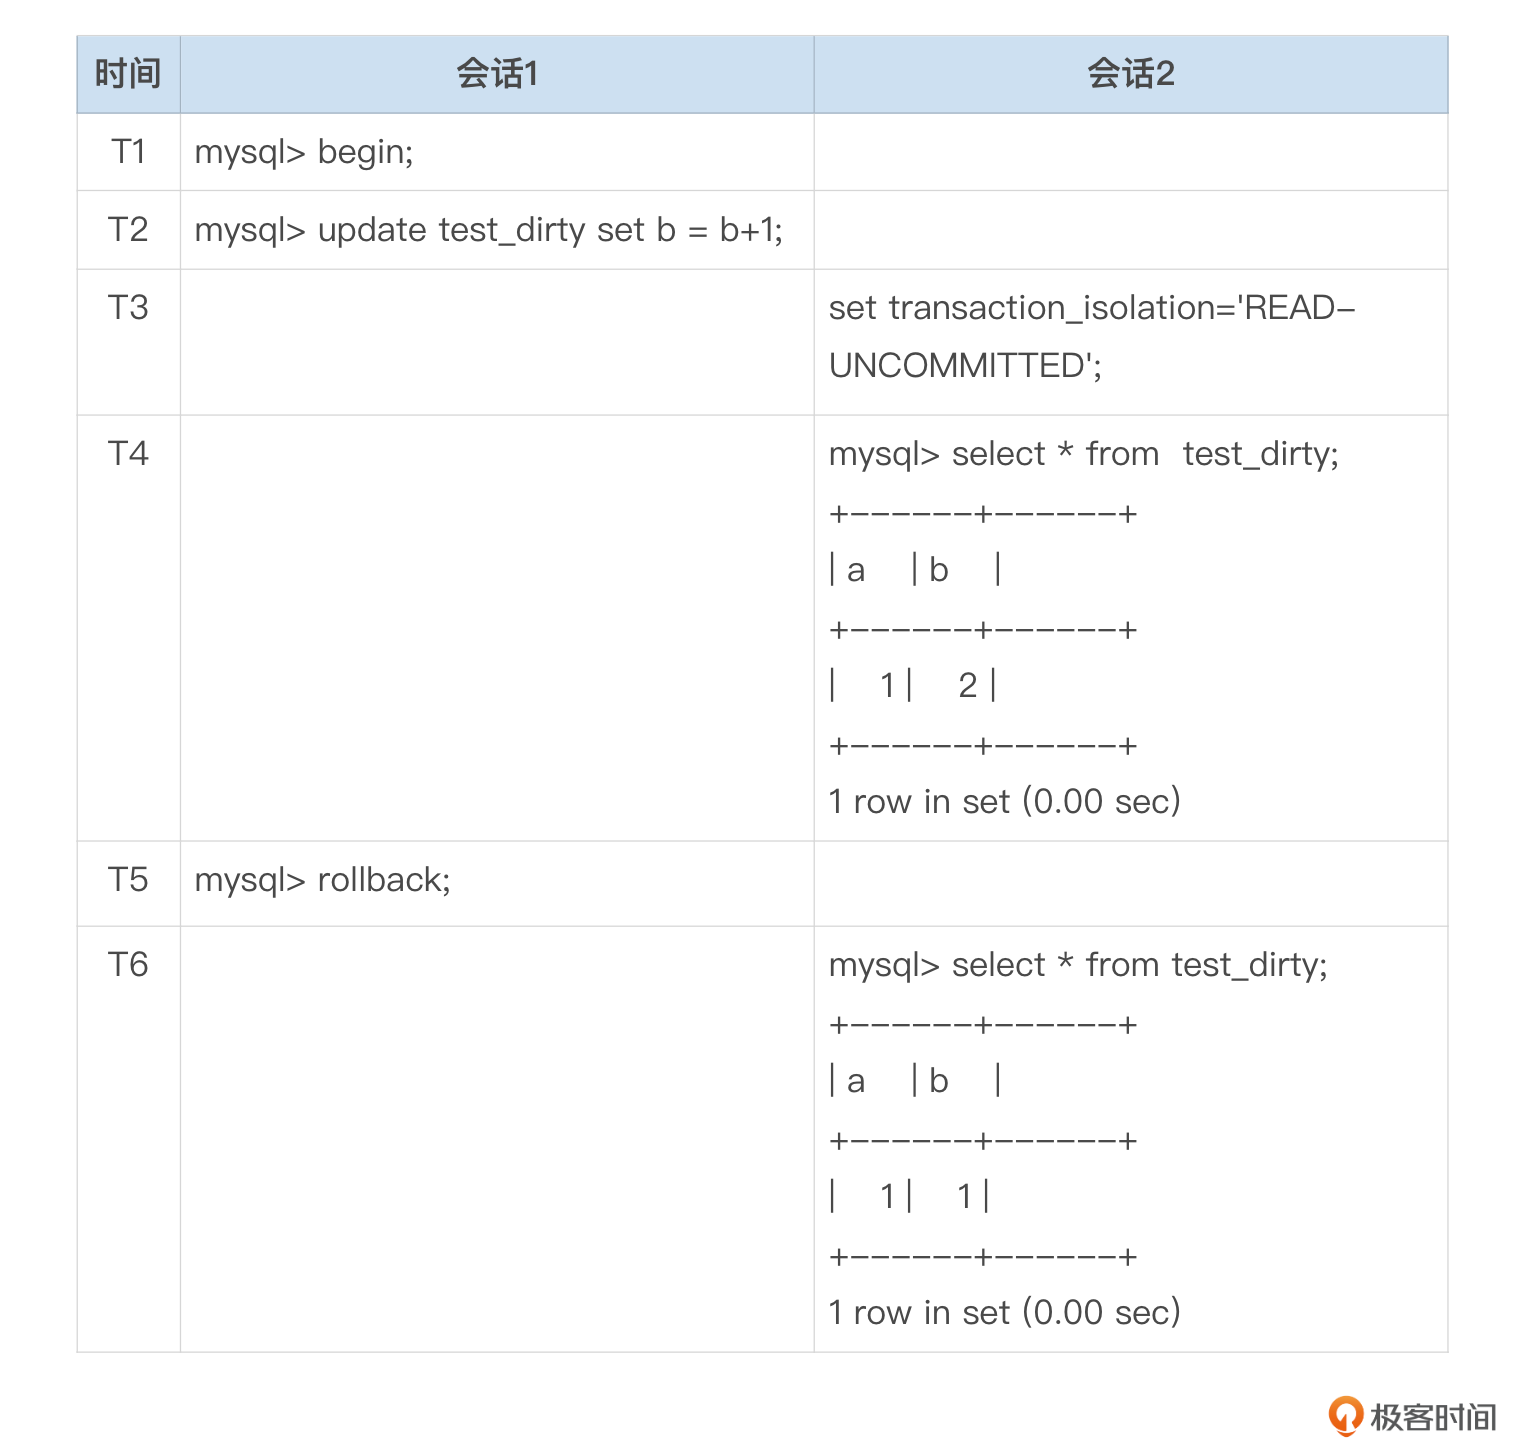 时间 会话1 会话2
T1 mysql> begin;
T2 mysql> update test_dirty set b = b+1;
T3 set transaction_isolation='READ-
UNCOMMITTED';
T4 mysql> select * from  test_dirty;
+------+------+
| a    | b    |
+------+------+
|    1 |    2 |
+------+------+
1 row in set (0.00 sec)
T5 mysql> rollback;
T6 mysql> select * from test_dirty;
+------+------+
| a    | b    |
+------+------+
|    1 |    1 |
+------+------+
1 row in set (0.00 sec)
极客时间